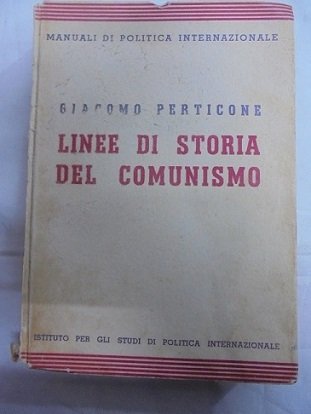 MANUALI DI POLITICA INTERNAZIONALE
GIACOMO PERTICONE
LINEE DI STORIA
DEL COMUNISMO
ISTITUTO PER GLI STUDI DI POLITICA INTERNAZIONALE